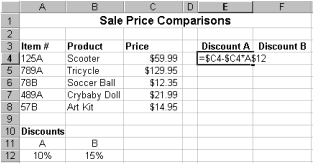 A B C D E F
1 Sale Price Comparisons
2
3 Item # Product Price Discount A Discount B
4 125A Scooter $59.99 =$C4-$C4*A$12
5 789A Tricycle $129.95
6 78B Soccer Ball $12.35
7 489A Crybaby Doll $21.99
8 57B Art Kit $14.95
9
10 Discounts
11 A B
12 10% 15%